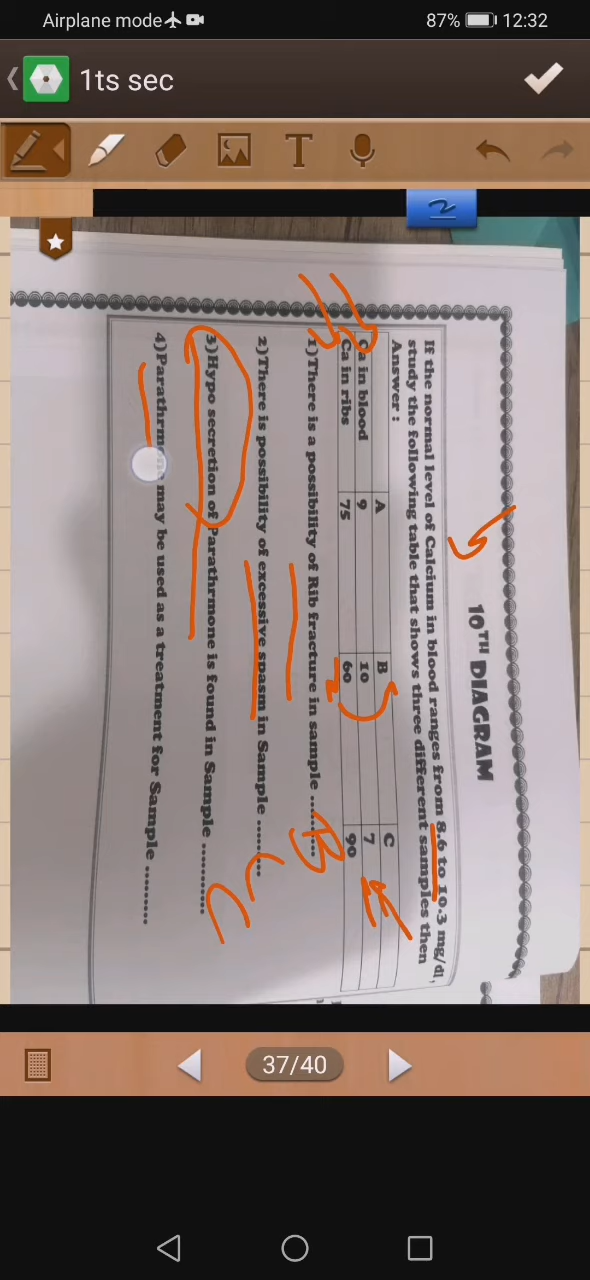 Airplane mode 87% 12:32
1ts sec
T
2
10TH DIAGRAM
If the normal level of Calcium in blood ranges from 8.6 to 10.3 mg/dl,
study the following table that shows three different samples then
Answer :
A B C
Ca in blood 9 10 7
Ca in ribs 75 60 90
1)There is a possibility of Rib fracture in sample .......... B
2)There is possibility of excessive spasm in Sample .......... C
3)Hypo secretion of Parathrmone is found in Sample ........... C
4)Parathrmone may be used as a treatment for Sample ..........
37/40